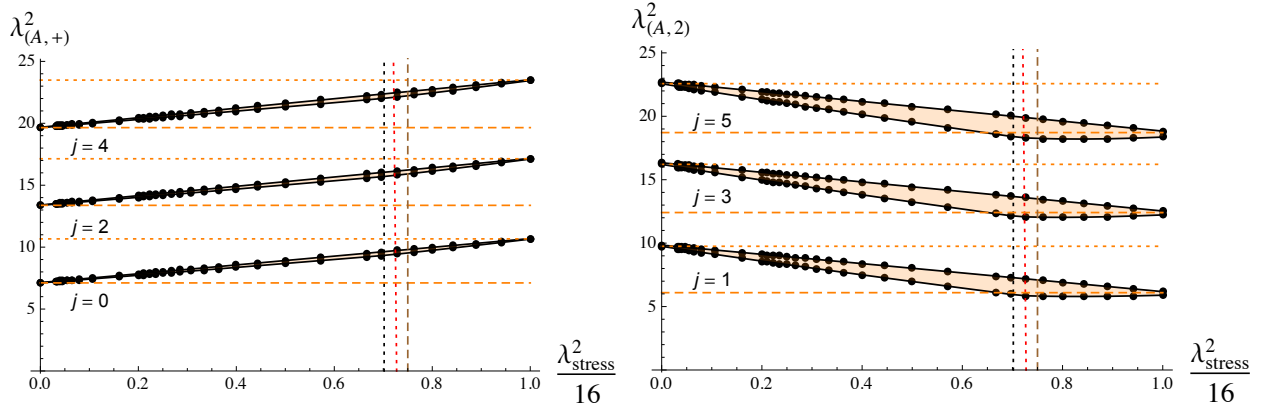 λ²(A,+)
25
20
15
10
5
j = 4
j = 2
j = 0
0.0 0.2 0.4 0.6 0.8 1.0
λ²stress
16
λ²(A,2)
25
20
15
10
5
j = 5
j = 3
j = 1
0.0 0.2 0.4 0.6 0.8 1.0
λ²stress
16